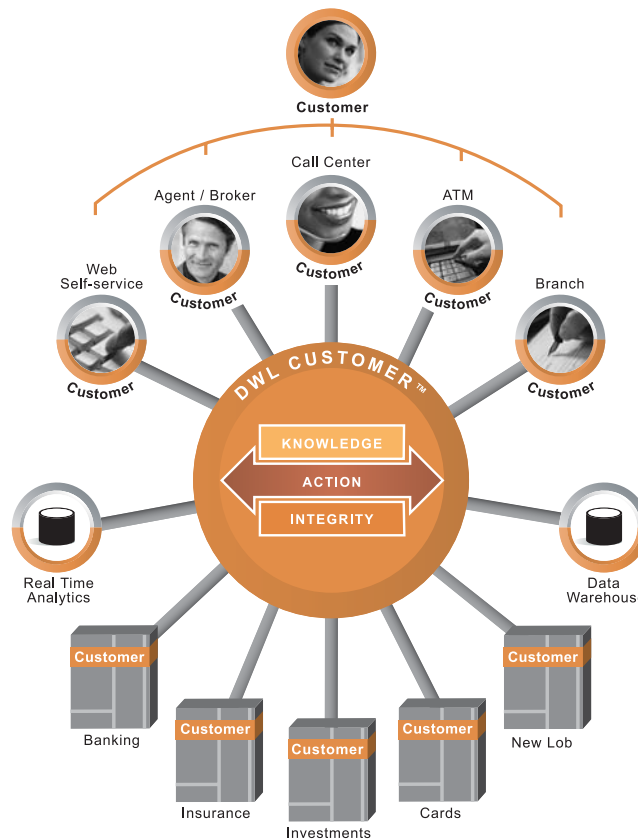 Customer
Call Center
Agent / Broker
ATM
Customer
Web
Self-service
Customer
Customer
Branch
Customer
Customer
DWL CUSTOMER™
KNOWLEDGE
ACTION
INTEGRITY
Real Time
Analytics
Data
Warehouse
Customer
Customer
Banking
New Lob
Customer
Customer
Customer
Insurance
Cards
Investments